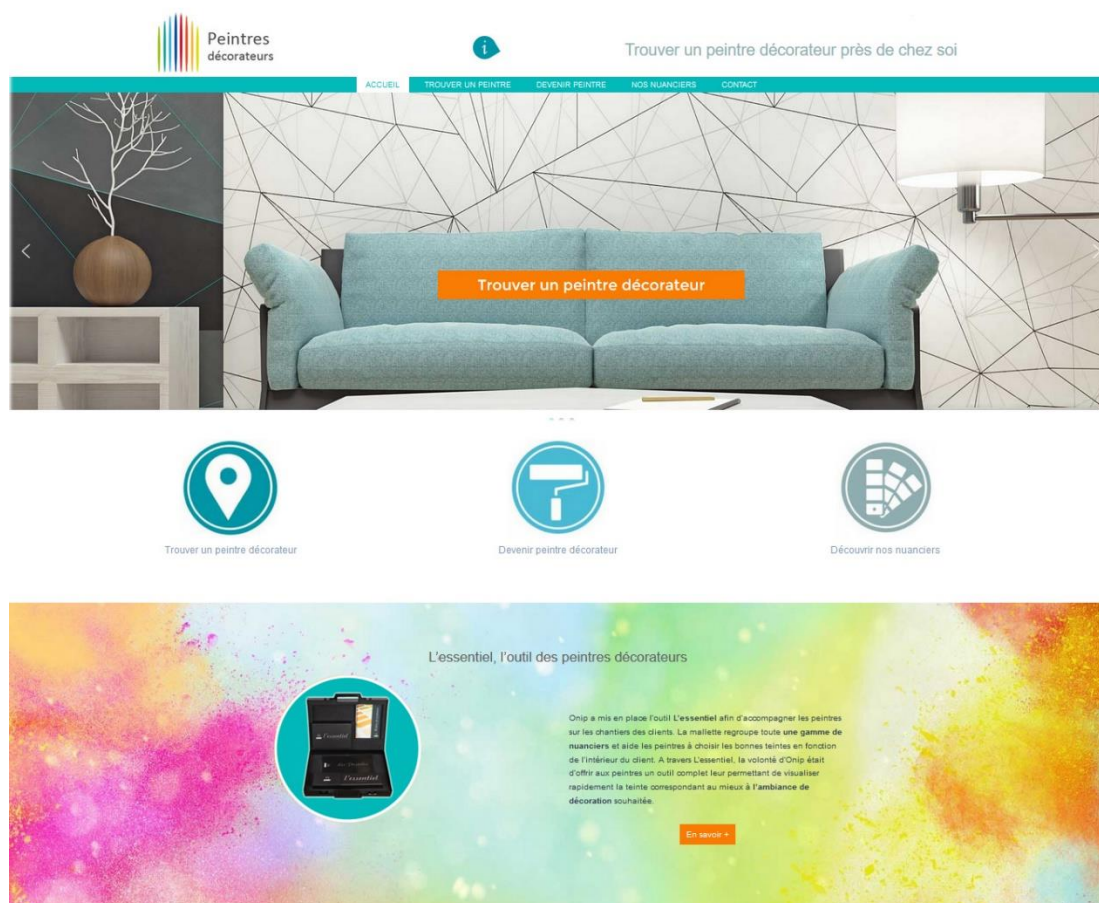 Peintres
décorateurs
i
Trouver un peintre décorateur près de chez soi
ACCUEIL TROUVER UN PEINTRE DEVENIR PEINTRE NOS NUANCIERS CONTACT
Trouver un peintre décorateur
Trouver un peintre décorateur
Devenir peintre décorateur
Découvrir nos nuanciers
L'essentiel, l'outil des peintres décorateurs
L'essentiel
L'essentiel
Onip a mis en place l'outil L'essentiel afin d'accompagner les peintres
sur les chantiers des clients. La mallette regroupe toute une gamme de
nuanciers et aide les peintres à choisir les bonnes teintes en fonction
de l'intérieur du client. A travers L'essentiel, la volonté d'Onip était
d'offrir aux peintres un outil complet leur permettant de visualiser
rapidement la teinte correspondant au mieux à l'ambiance de
décoration souhaitée.
En savoir +